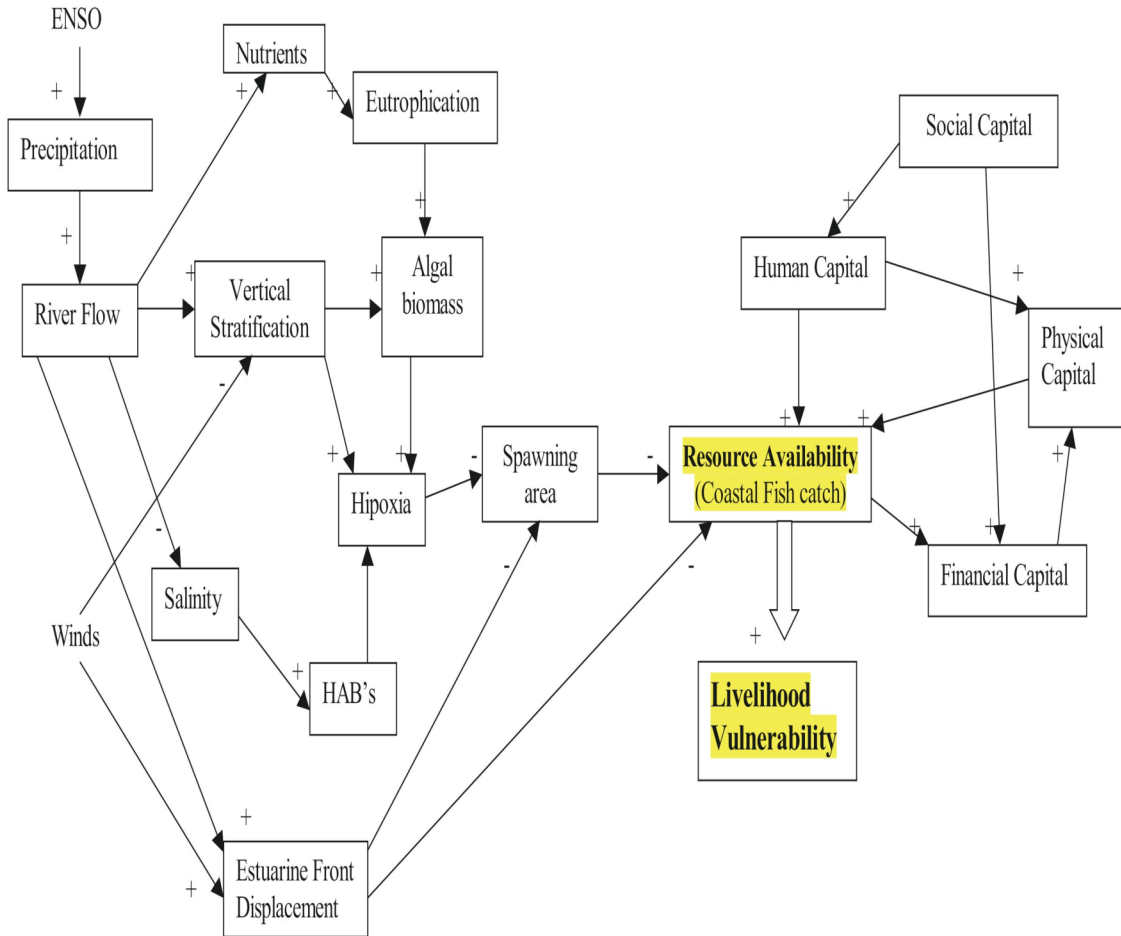 ENSO
+
Precipitation
+
River Flow
Nutrients
+
+
Eutrophication
+
Algal
biomass
+
+
Vertical
Stratification
-
+
+
Hipoxia
-
Spawning
area
-
-
-
Salinity
+
HAB's
Winds
+
+
Estuarine Front
Displacement
-
Resource Availability
(Coastal Fish catch)
+
+
Social Capital
+
Human Capital
+
Physical
Capital
+
+
+
Financial Capital
+
Livelihood
Vulnerability